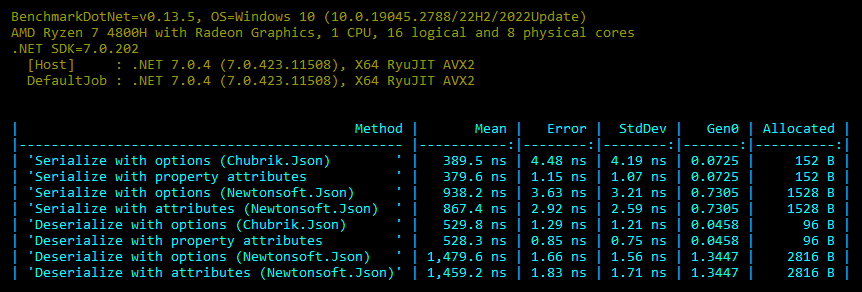 BenchmarkDotNet=v0.13.5, OS=Windows 10 (10.0.19045.2788/22H2/2022Update)
AMD Ryzen 7 4800H with Radeon Graphics, 1 CPU, 16 logical and 8 physical cores
.NET SDK=7.0.202
  [Host]     : .NET 7.0.4 (7.0.423.11508), X64 RyuJIT AVX2
  DefaultJob : .NET 7.0.4 (7.0.423.11508), X64 RyuJIT AVX2
|                                         Method |       Mean |   Error |  StdDev |   Gen0 | Allocated |
|----------------------------------------------- |-----------:|--------:|--------:|-------:|----------:|
| 'Serialize with options (Chubrik.Json)        ' |   389.5 ns | 4.48 ns | 4.19 ns | 0.0725 |     152 B |
| 'Serialize with property attributes           ' |   379.6 ns | 1.15 ns | 1.07 ns | 0.0725 |     152 B |
| 'Serialize with options (Newtonsoft.Json)     ' |   938.2 ns | 3.63 ns | 3.21 ns | 0.7305 |    1528 B |
| 'Serialize with attributes (Newtonsoft.Json)  ' |   867.4 ns | 2.92 ns | 2.59 ns | 0.7305 |    1528 B |
| 'Deserialize with options (Chubrik.Json)      ' |   529.8 ns | 1.29 ns | 1.21 ns | 0.0458 |      96 B |
| 'Deserialize with property attributes         ' |   528.3 ns | 0.85 ns | 0.75 ns | 0.0458 |      96 B |
| 'Deserialize with options (Newtonsoft.Json)   ' | 1,479.6 ns | 1.66 ns | 1.56 ns | 1.3447 |    2816 B |
| 'Deserialize with attributes (Newtonsoft.Json)' | 1,459.2 ns | 1.83 ns | 1.71 ns | 1.3447 |    2816 B |